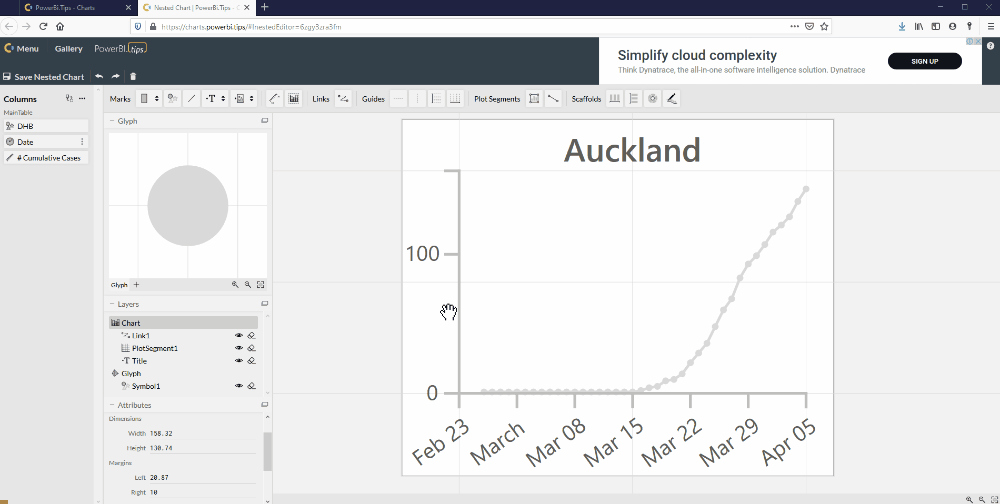 PowerBI.Tips - Charts
Nested Chart | PowerBI.Tips - Ch
https://charts.powerbi.tips/#!nestedEditor=6zgy3zra3fm
Menu
Gallery
PowerBI.tips
Simplify cloud complexity
Think Dynatrace, the all-in-one software intelligence solution. Dynatrace
SIGN UP
Save Nested Chart
Columns
MainTable
DHB
Date
# Cumulative Cases
Marks
Links
Guides
Plot Segments
Scaffolds
Glyph
Glyph +
Layers
Chart
Link1
PlotSegment1
Title
Glyph
Symbol1
Attributes
Dimensions
Width 158.32
Height 130.74
Margins
Left 20.87
Right 10
Auckland
100
0
Feb 23
March
Mar 08
Mar 15
Mar 22
Mar 29
Apr 05